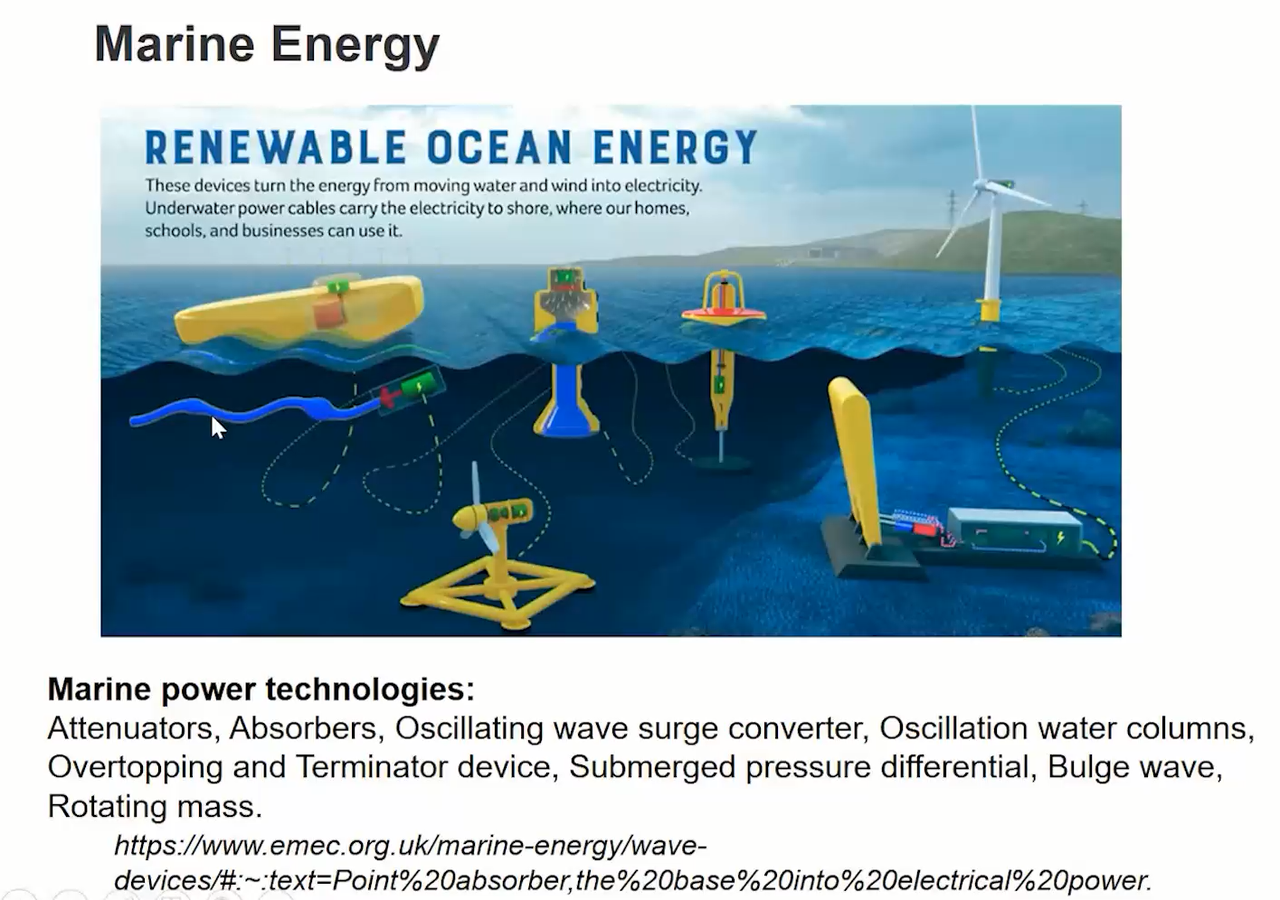 Marine Energy
RENEWABLE OCEAN ENERGY
These devices turn the energy from moving water and wind into electricity.
Underwater power cables carry the electricity to shore, where our homes,
schools, and businesses can use it.
Marine power technologies:
Attenuators, Absorbers, Oscillating wave surge converter, Oscillation water columns,
Overtopping and Terminator device, Submerged pressure differential, Bulge wave,
Rotating mass.
https://www.emec.org.uk/marine-energy/wave-
devices/#:~:text=Point%20absorber,the%20base%20into%20electrical%20power.